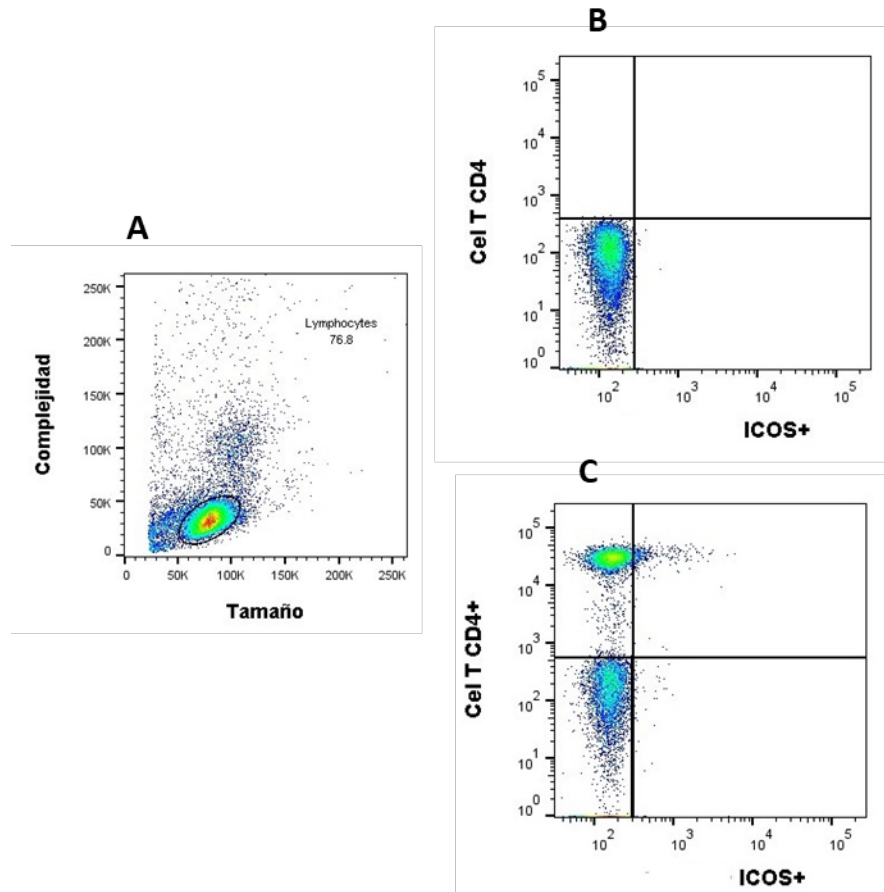 A
Complejidad
250K
200K
150K
100K
50K
0
Lymphocytes
76.8
0 50K 100K 150K 200K 250K
Tamaño
B
Cel T CD4
10^5
10^4
10^3
10^2
10^1
10^0
10^2 10^3 10^4 10^5
ICOS+
C
Cel T CD4+
10^5
10^4
10^3
10^2
10^1
10^0
10^2 10^3 10^4 10^5
ICOS+